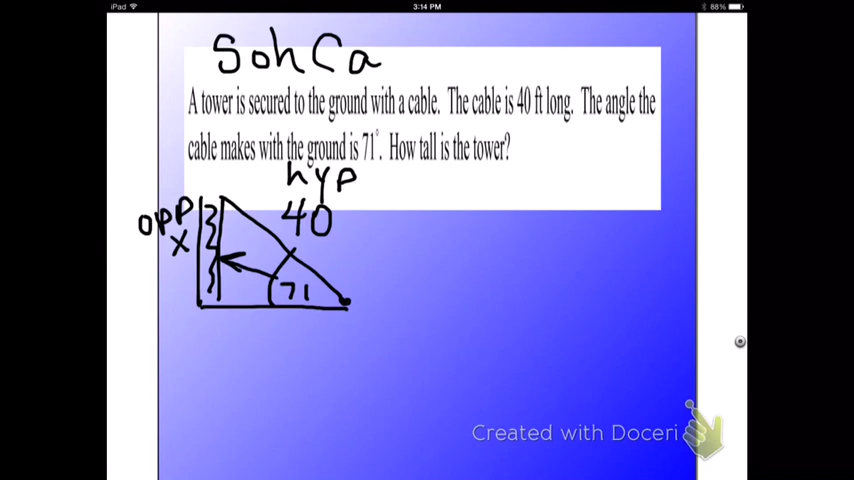 iPad 3:14 PM 88%
Soh Ca
A tower is secured to the ground with a cable. The cable is 40 ft long. The angle the
cable makes with the ground is 71°. How tall is the tower?
hyp
opp 40
x
71
Created with Doceri